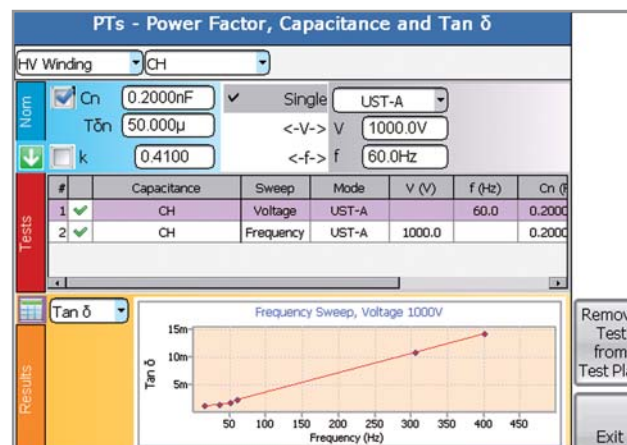 PTs - Power Factor, Capacitance and Tan δ
HV Winding CH
Nom
Cn 0.2000nF Single UST-A
Tδn 50.000µ <-V-> V 1000.0V
k 0.4100 <-f-> f 60.0Hz
Tests
# Capacitance Sweep Mode V (V) f (Hz) Cn (F
1 CH Voltage UST-A 60.0 0.2000
2 CH Frequency UST-A 1000.0 0.2000
Results
Tan δ
Frequency Sweep, Voltage 1000V
Tan δ
15m
10m
5m
50 100 150 200 250 300 350 400 450
Frequency (Hz)
Remov
Test
from
Test Pla
Exit